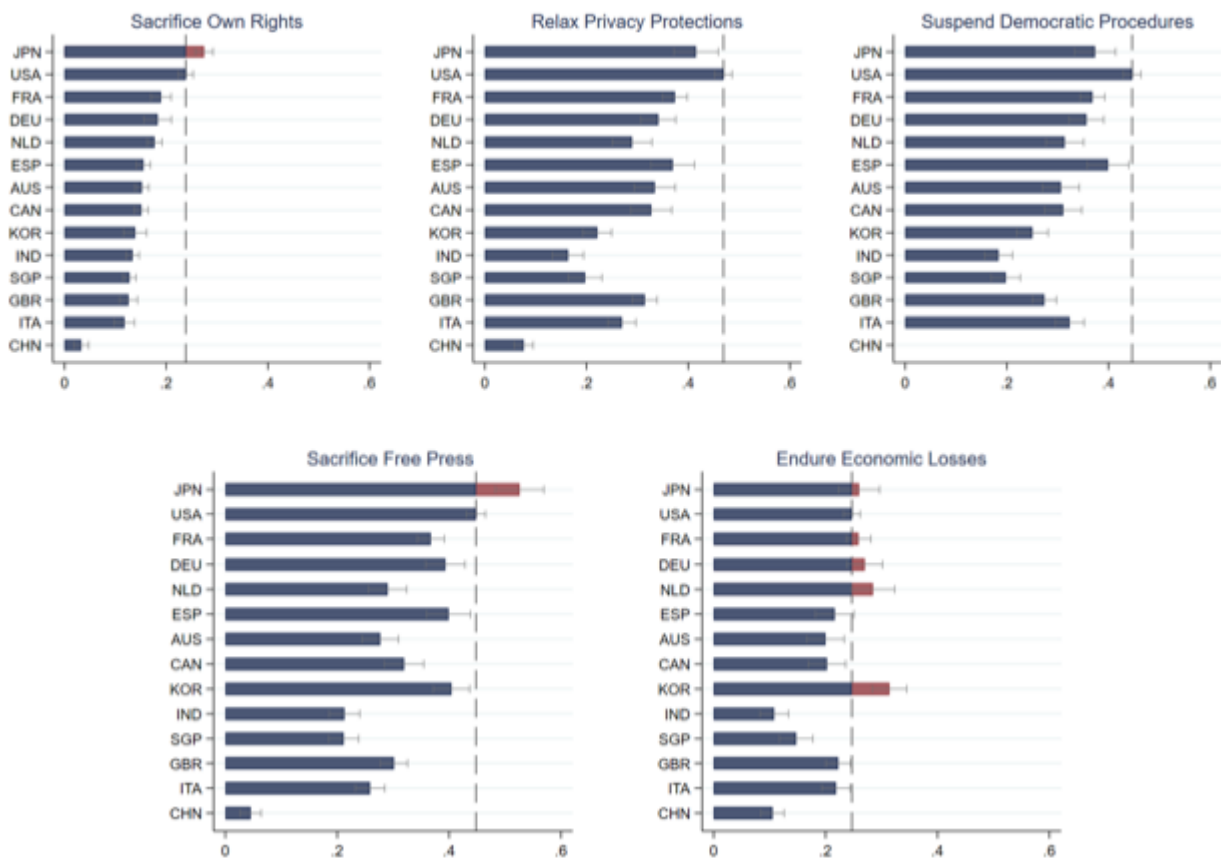 Sacrifice Own Rights
JPN
USA
FRA
DEU
NLD
ESP
AUS
CAN
KOR
IND
SGP
GBR
ITA
CHN
0 .2 .4 .6
Relax Privacy Protections
JPN
USA
FRA
DEU
NLD
ESP
AUS
CAN
KOR
IND
SGP
GBR
ITA
CHN
0 .2 .4 .6
Suspend Democratic Procedures
JPN
USA
FRA
DEU
NLD
ESP
AUS
CAN
KOR
IND
SGP
GBR
ITA
CHN
0 .2 .4 .6
Sacrifice Free Press
JPN
USA
FRA
DEU
NLD
ESP
AUS
CAN
KOR
IND
SGP
GBR
ITA
CHN
0 .2 .4 .6
Endure Economic Losses
JPN
USA
FRA
DEU
NLD
ESP
AUS
CAN
KOR
IND
SGP
GBR
ITA
CHN
0 .2 .4 .6